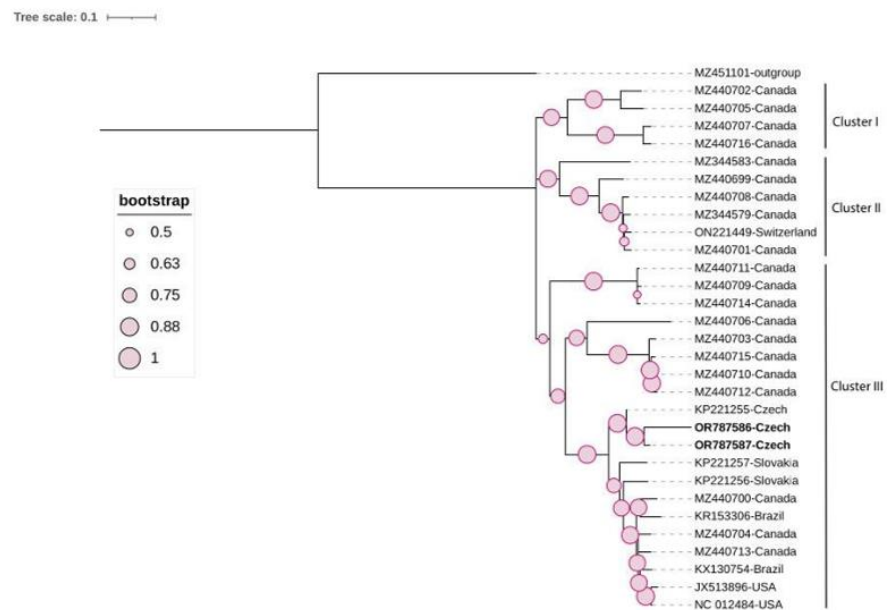 Tree scale: 0.1
MZ451101-outgroup
MZ440702-Canada
MZ440705-Canada
Cluster I
MZ440707-Canada
MZ440716-Canada
MZ344583-Canada
MZ440699-Canada
MZ440708-Canada
Cluster II
MZ344579-Canada
ON221449-Switzerland
MZ440701-Canada
MZ440711-Canada
MZ440709-Canada
MZ440714-Canada
MZ440706-Canada
MZ440703-Canada
MZ440715-Canada
MZ440710-Canada
Cluster III
MZ440712-Canada
KP221255-Czech
OR787586-Czech
OR787587-Czech
KP221257-Slovakia
KP221256-Slovakia
MZ440700-Canada
KR153306-Brazil
MZ440704-Canada
MZ440713-Canada
KX130754-Brazil
JX513896-USA
NC 012484-USA
bootstrap
0.5
0.63
0.75
0.88
1